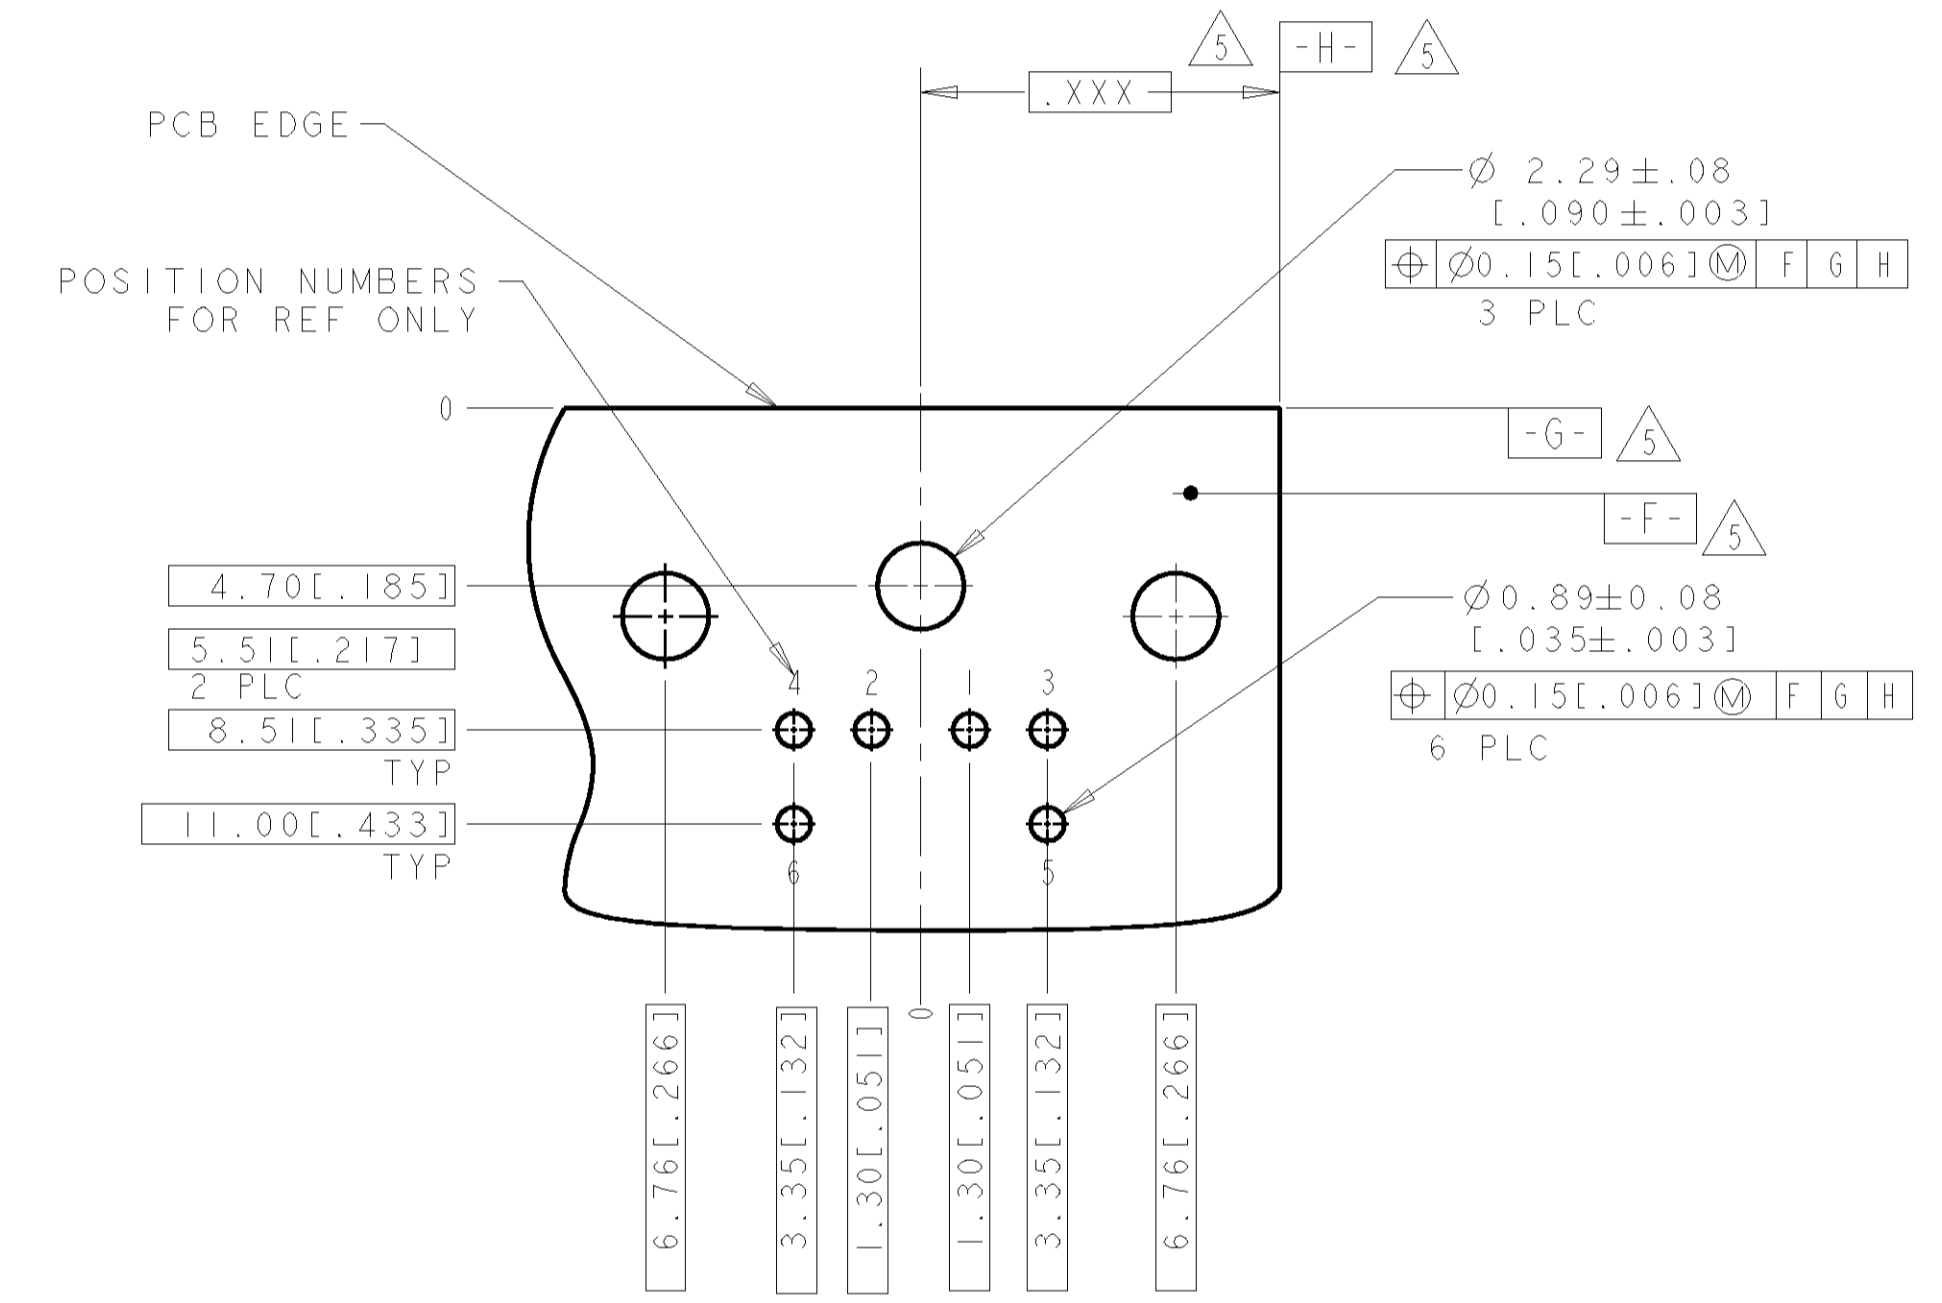 5
-H-
5
.XXX
PCB EDGE
Ø 2.29±.08
[.090±.003]
⌖ Ø0.15[.006]Ⓜ F G H
3 PLC
POSITION NUMBERS
FOR REF ONLY
0
-G-
5
-F-
5
4.70[.185]
5.51[.217]
2 PLC
8.51[.335]
TYP
11.00[.433]
TYP
Ø0.89±0.08
[.035±.003]
⌖ Ø0.15[.006]Ⓜ F G H
6 PLC
4 2 1 3
6 5
0
6.76[.266]
3.35[.132]
1.30[.051]
1.30[.051]
3.35[.132]
6.76[.266]